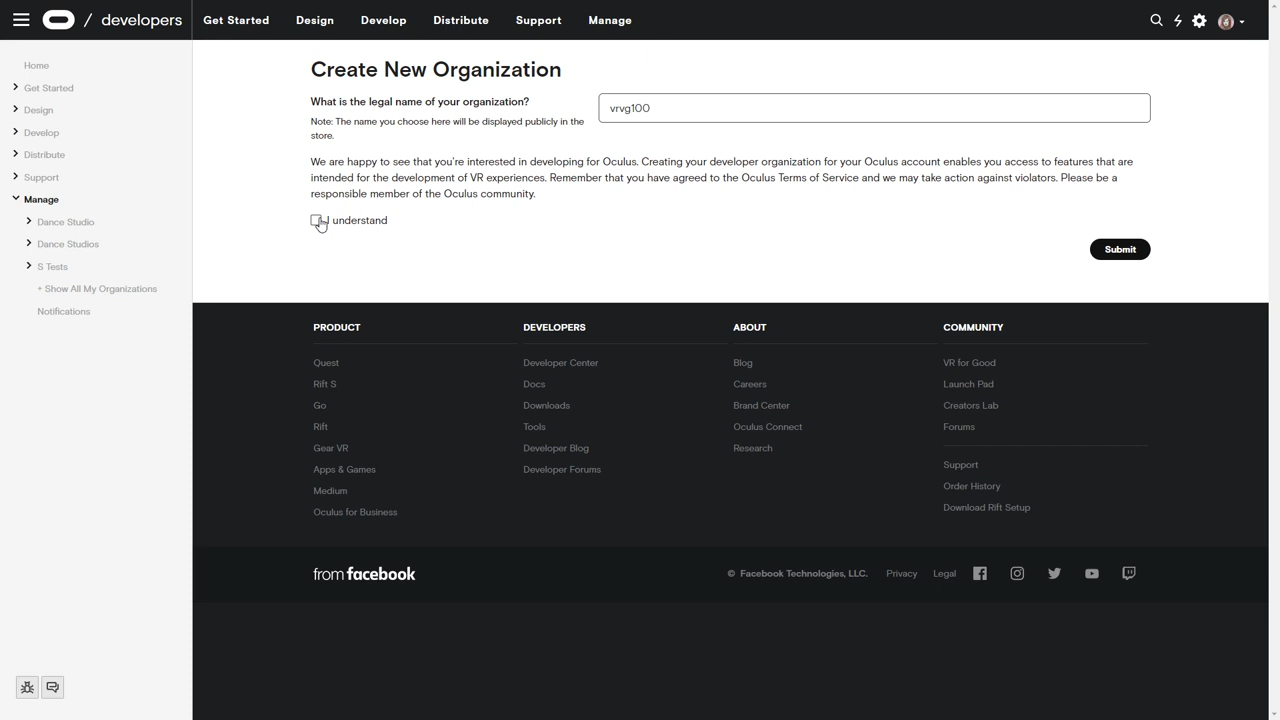 / developers
Get Started
Design
Develop
Distribute
Support
Manage
Home
Get Started
Design
Develop
Distribute
Support
Manage
Dance Studio
Dance Studios
S Tests
+ Show All My Organizations
Notifications
Create New Organization
What is the legal name of your organization?
Note: The name you choose here will be displayed publicly in the
store.
vrvg100
We are happy to see that you're interested in developing for Oculus. Creating your developer organization for your Oculus account enables you access to features that are
intended for the development of VR experiences. Remember that you have agreed to the Oculus Terms of Service and we may take action against violators. Please be a
responsible member of the Oculus community.
I understand
Submit
PRODUCT
Quest
Rift S
Go
Rift
Gear VR
Apps & Games
Medium
Oculus for Business
DEVELOPERS
Developer Center
Docs
Downloads
Tools
Developer Blog
Developer Forums
ABOUT
Blog
Careers
Brand Center
Oculus Connect
Research
COMMUNITY
VR for Good
Launch Pad
Creators Lab
Forums
Support
Order History
Download Rift Setup
from facebook
© Facebook Technologies, LLC.
Privacy
Legal